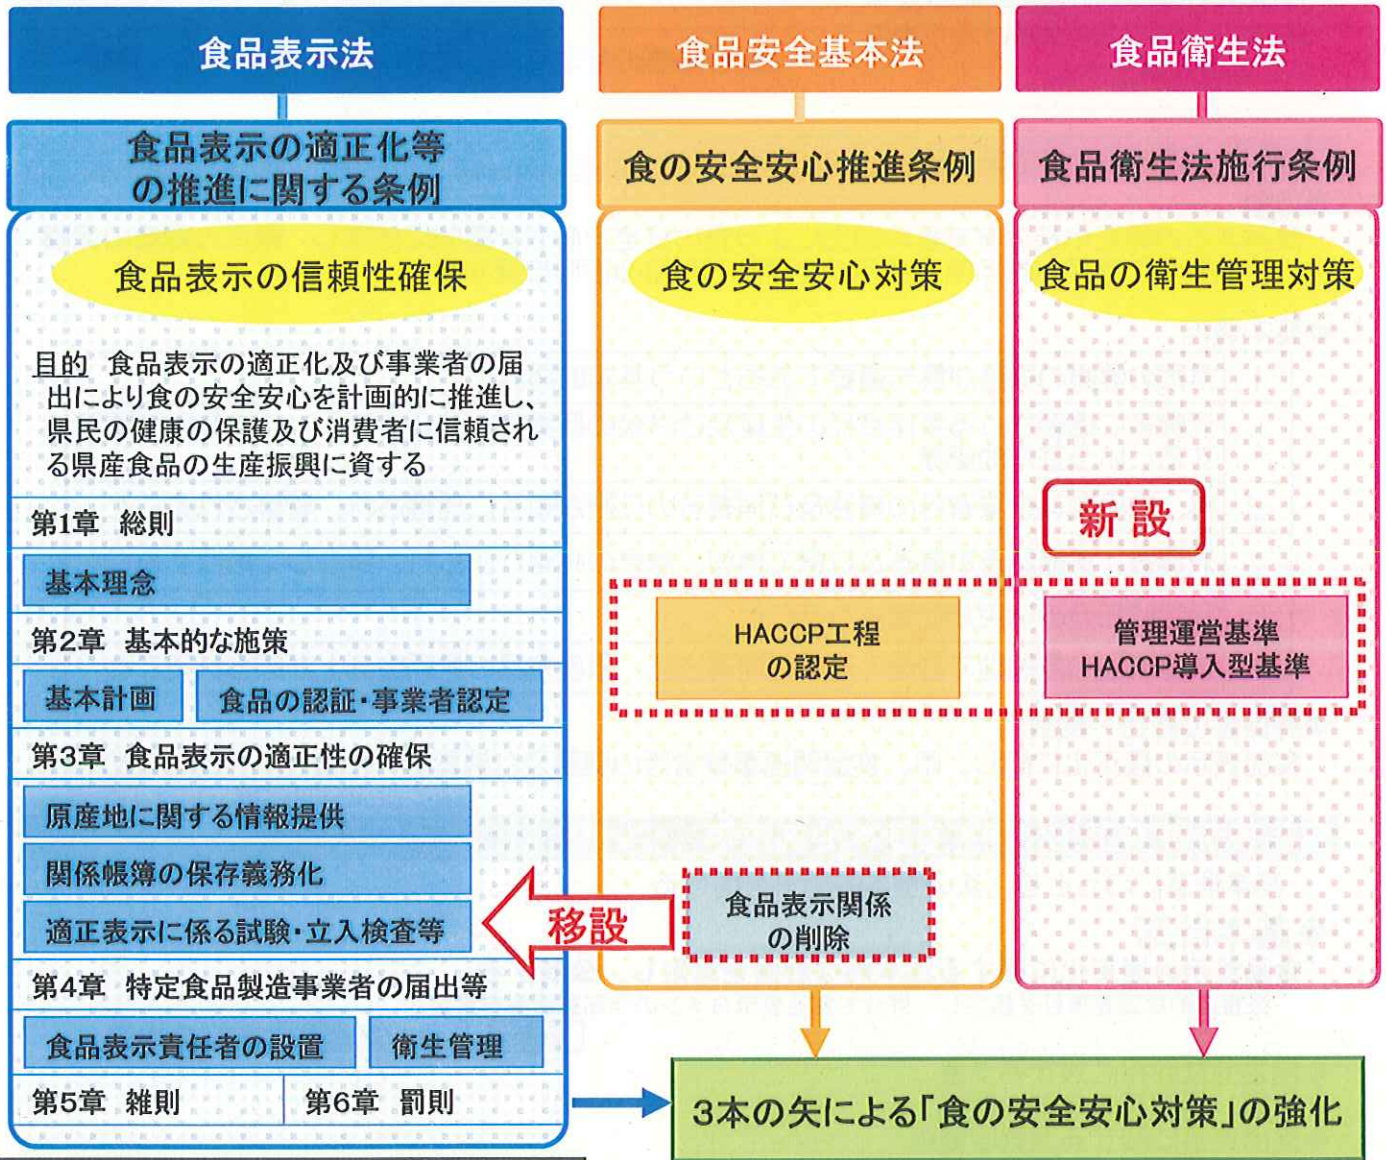 食品表示法
食品表示の適正化等
の推進に関する条例
食品表示の信頼性確保
目的 食品表示の適正化及び事業者の届
出により食の安全安心を計画的に推進し、
県民の健康の保護及び消費者に信頼され
る県産食品の生産振興に資する
第1章 総則
基本理念
第2章 基本的な施策
基本計画
食品の認証・事業者認定
第3章 食品表示の適正性の確保
原産地に関する情報提供
関係帳簿の保存義務化
適正表示に係る試験・立入検査等
第4章 特定食品製造事業者の届出等
食品表示責任者の設置
衛生管理
第5章 雑則
第6章 罰則
食品安全基本法
食の安全安心推進条例
食の安全安心対策
HACCP工程
の認定
移設
食品表示関係
の削除
食品衛生法
食品衛生法施行条例
食品の衛生管理対策
新設
管理運営基準
HACCP導入型基準
3本の矢による「食の安全安心対策」の強化